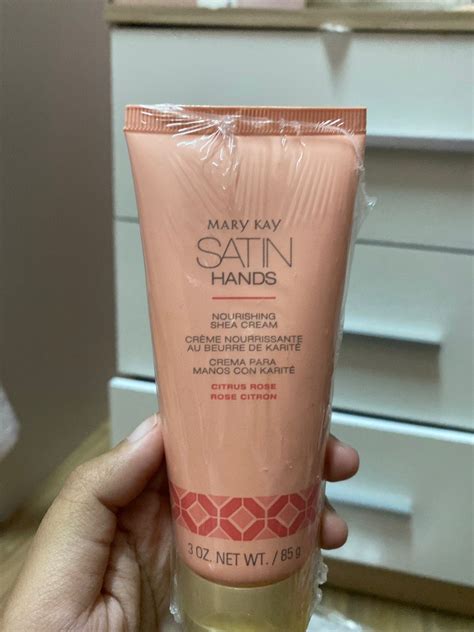 MARY KAY
SATIN
HANDS
NOURISHING
SHEA CREAM
CRÈME NOURRISSANTE
AU BEURRE DE KARITÉ
CREMA PARA
MANOS CON KARITÉ
CITRUS ROSE
ROSE CITRON
3 OZ. NET WT. / 85 g